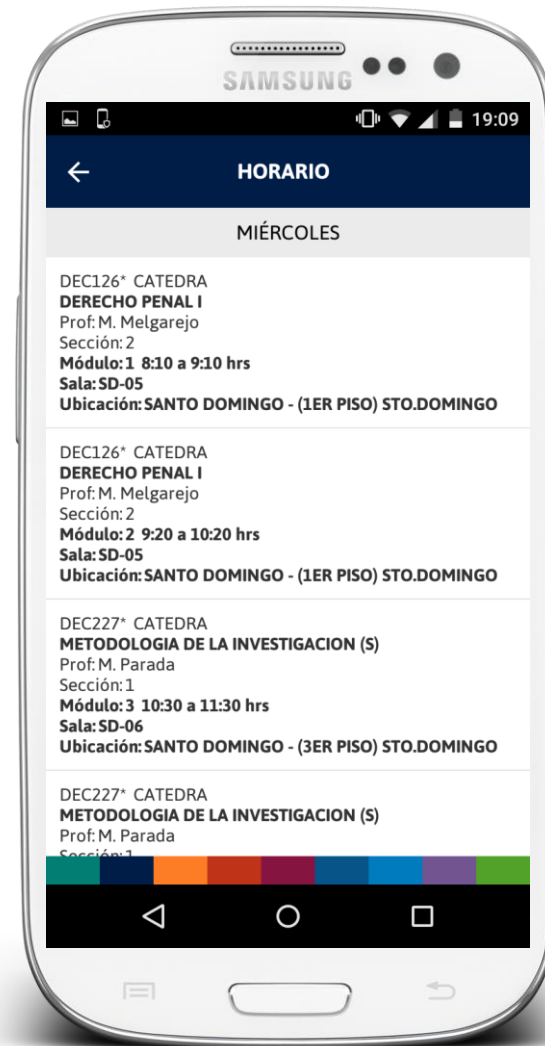 SAMSUNG
19:09
HORARIO
MIÉRCOLES
DEC126* CATEDRA
DERECHO PENAL I
Prof: M. Melgarejo
Sección: 2
Módulo: 1 8:10 a 9:10 hrs
Sala: SD-05
Ubicación: SANTO DOMINGO - (1ER PISO) STO.DOMINGO
DEC126* CATEDRA
DERECHO PENAL I
Prof: M. Melgarejo
Sección: 2
Módulo: 2 9:20 a 10:20 hrs
Sala: SD-05
Ubicación: SANTO DOMINGO - (1ER PISO) STO.DOMINGO
DEC227* CATEDRA
METODOLOGIA DE LA INVESTIGACION (S)
Prof: M. Parada
Sección: 1
Módulo: 3 10:30 a 11:30 hrs
Sala: SD-06
Ubicación: SANTO DOMINGO - (3ER PISO) STO.DOMINGO
DEC227* CATEDRA
METODOLOGIA DE LA INVESTIGACION (S)
Prof: M. Parada
Sección: 1